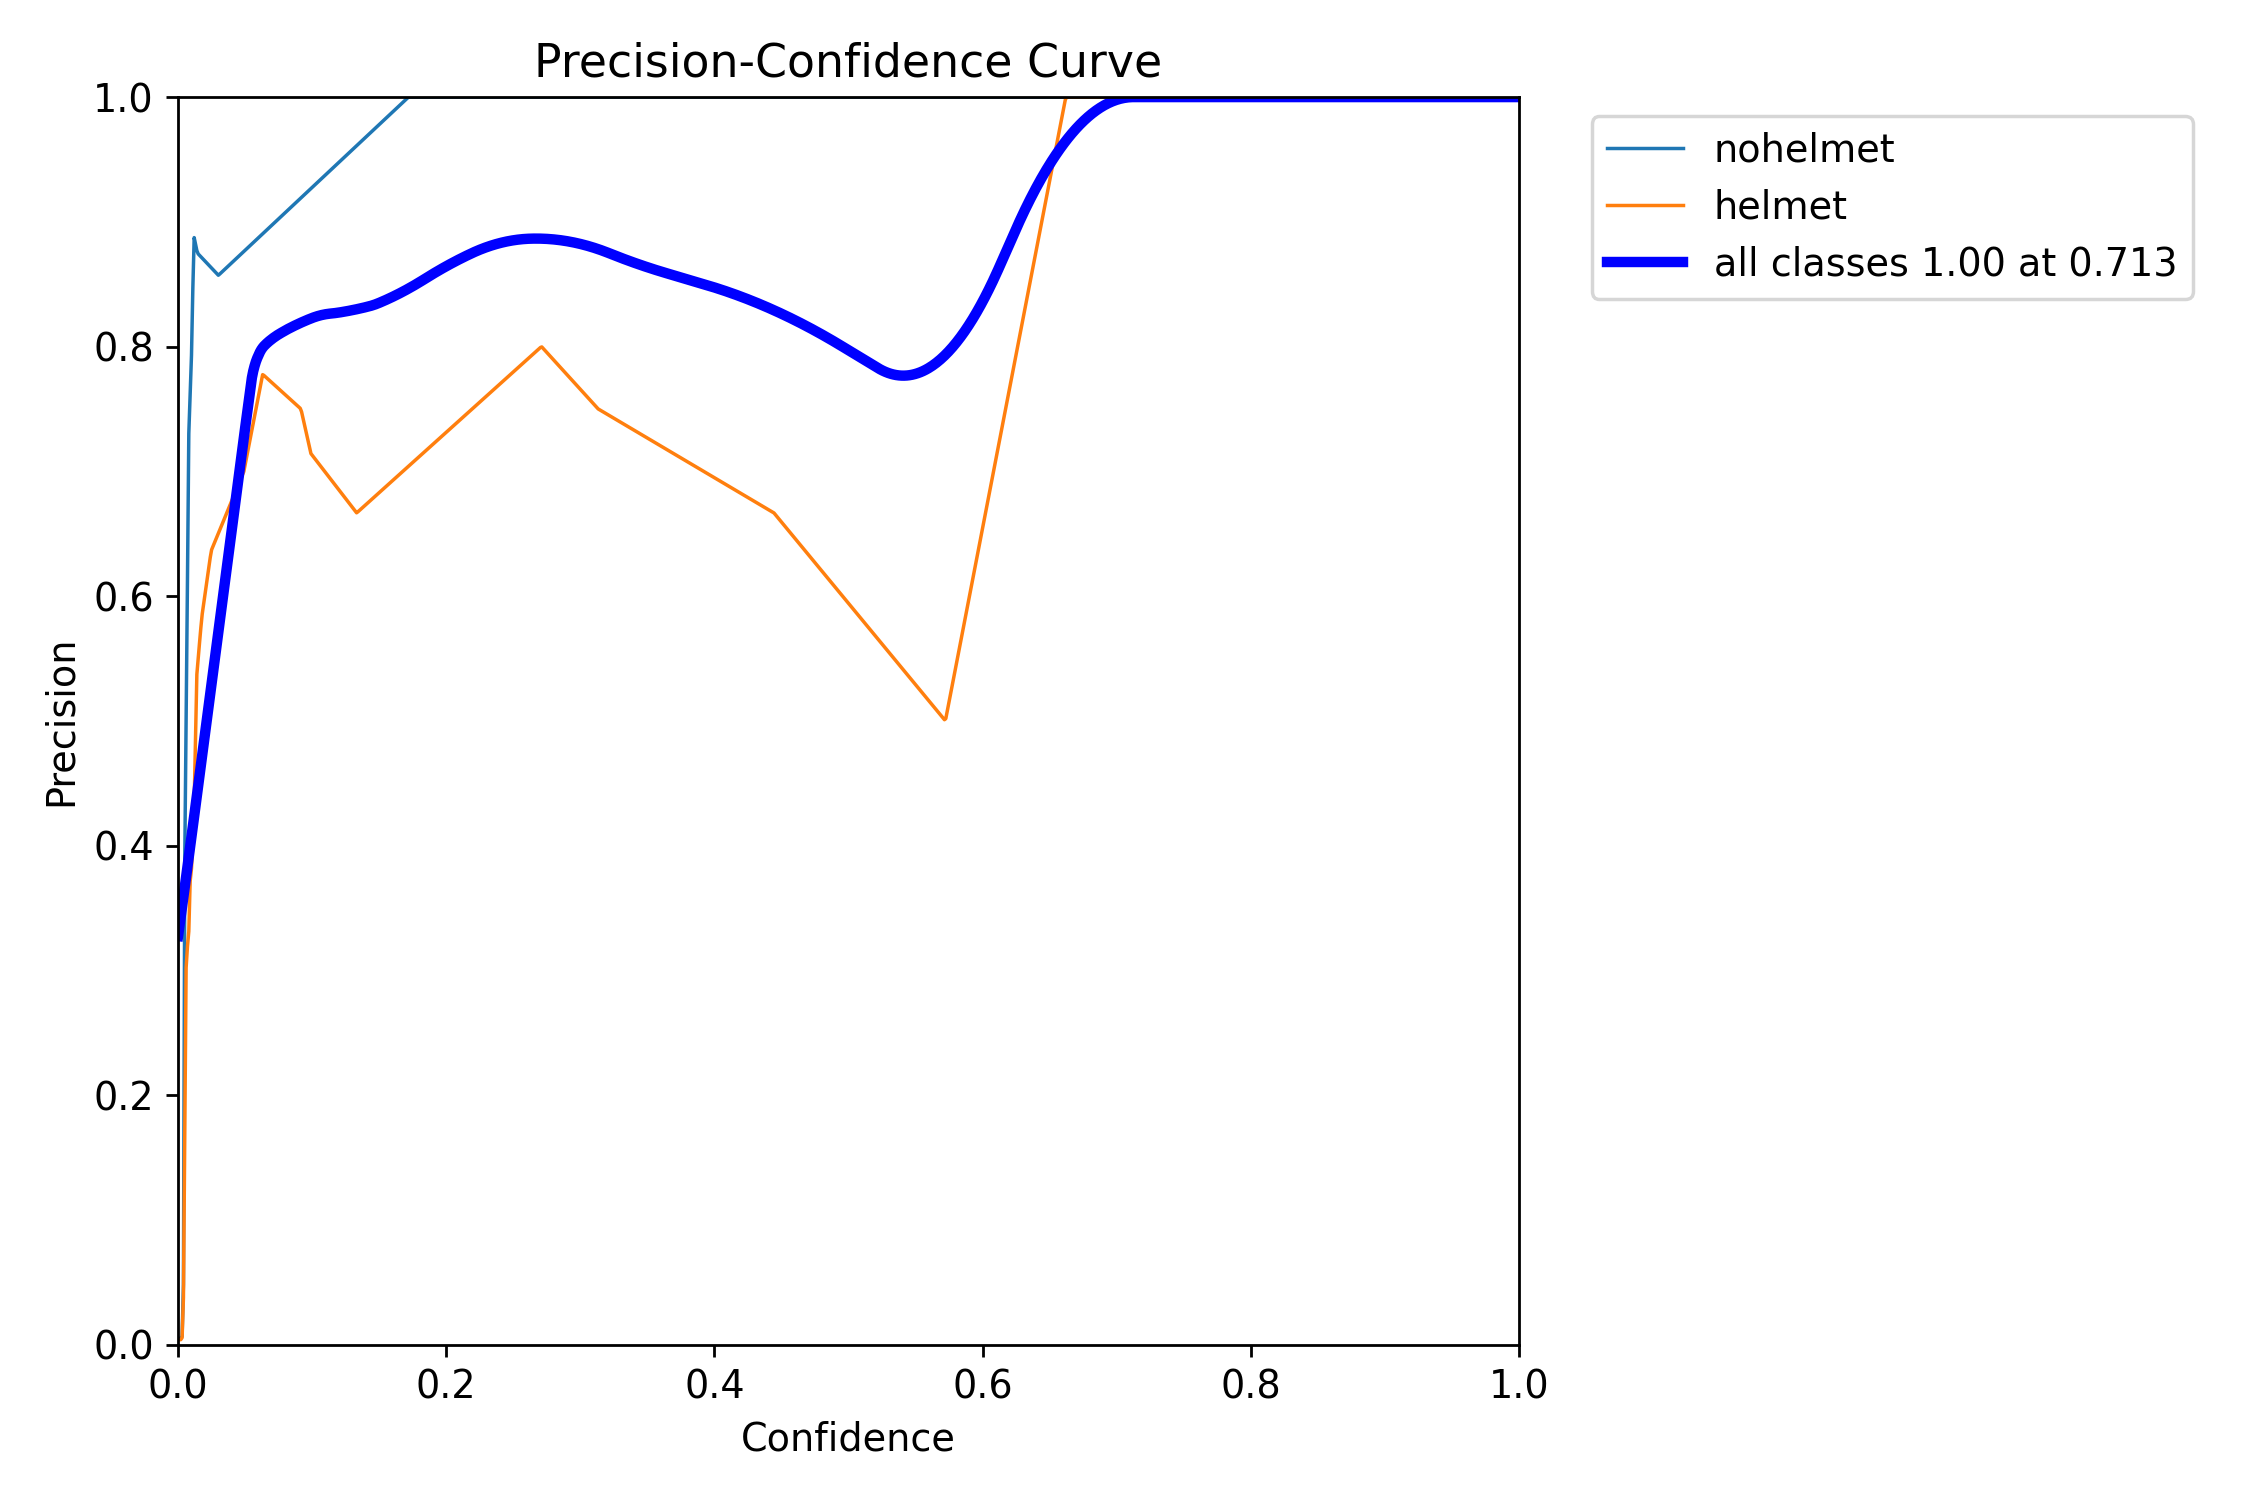 Precision-Confidence Curve
1.0
0.8
0.6
0.4
0.2
0.0
Precision
0.0 0.2 0.4 0.6 0.8 1.0
Confidence
nohelmet
helmet
all classes 1.00 at 0.713